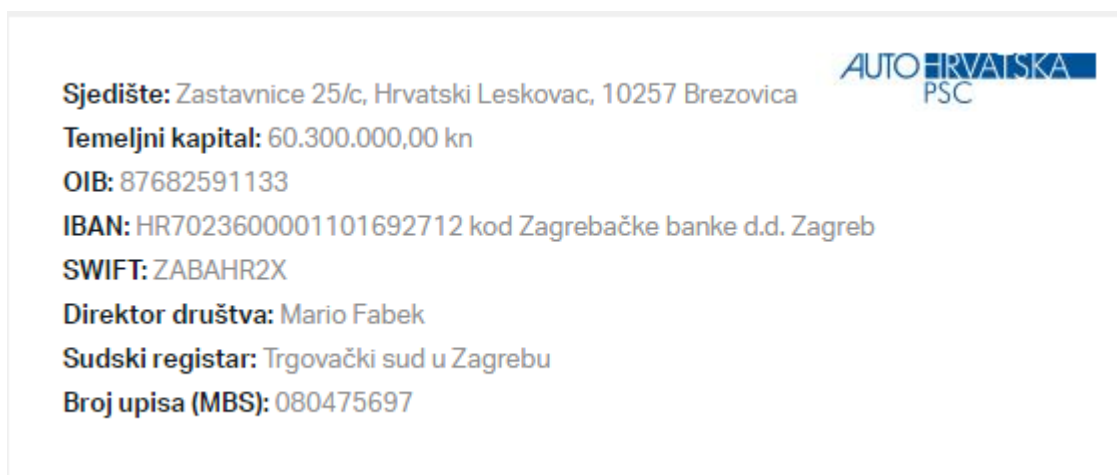 AUTO HRVATSKA
PSC
Sjedište: Zastavnice 25/c, Hrvatski Leskovac, 10257 Brezovica
Temeljni kapital: 60.300.000,00 kn
OIB: 87682591133
IBAN: HR7023600001101692712 kod Zagrebačke banke d.d. Zagreb
SWIFT: ZABAHR2X
Direktor društva: Mario Fabek
Sudski registar: Trgovački sud u Zagrebu
Broj upisa (MBS): 080475697